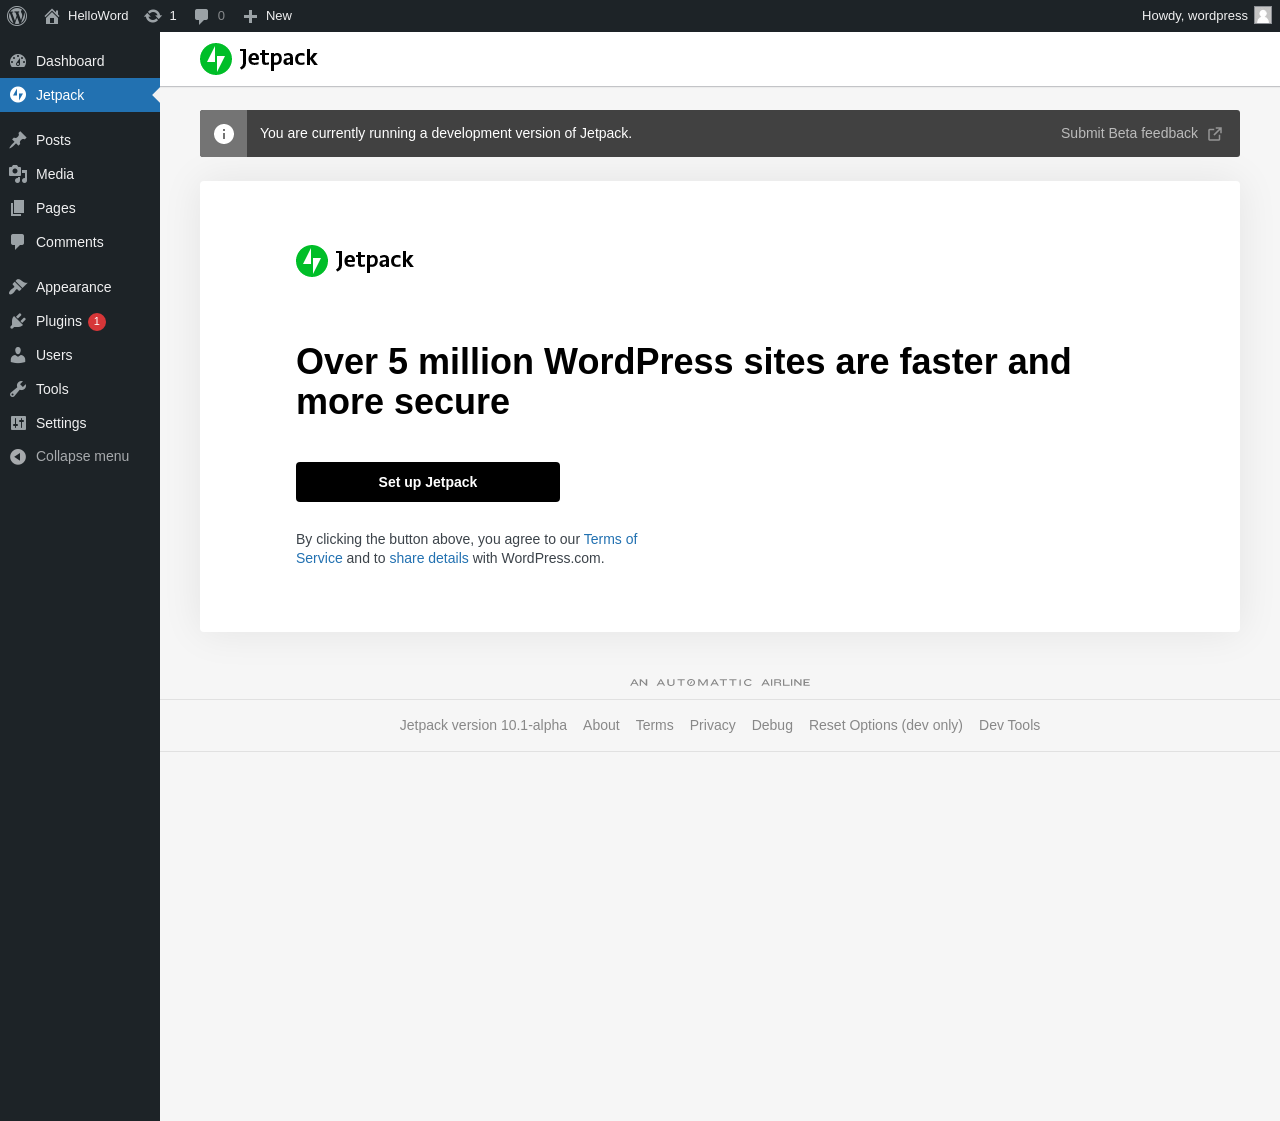 HelloWord 1 0 New Howdy, wordpress
Dashboard
Jetpack
Posts
Media
Pages
Comments
Appearance
Plugins 1
Users
Tools
Settings
Collapse menu
Jetpack
You are currently running a development version of Jetpack. Submit Beta feedback
Jetpack
Over 5 million WordPress sites are faster and
more secure
Set up Jetpack
By clicking the button above, you agree to our Terms of
Service and to share details with WordPress.com.
AN AUTOMATTIC AIRLINE
Jetpack version 10.1-alpha About Terms Privacy Debug Reset Options (dev only) Dev Tools